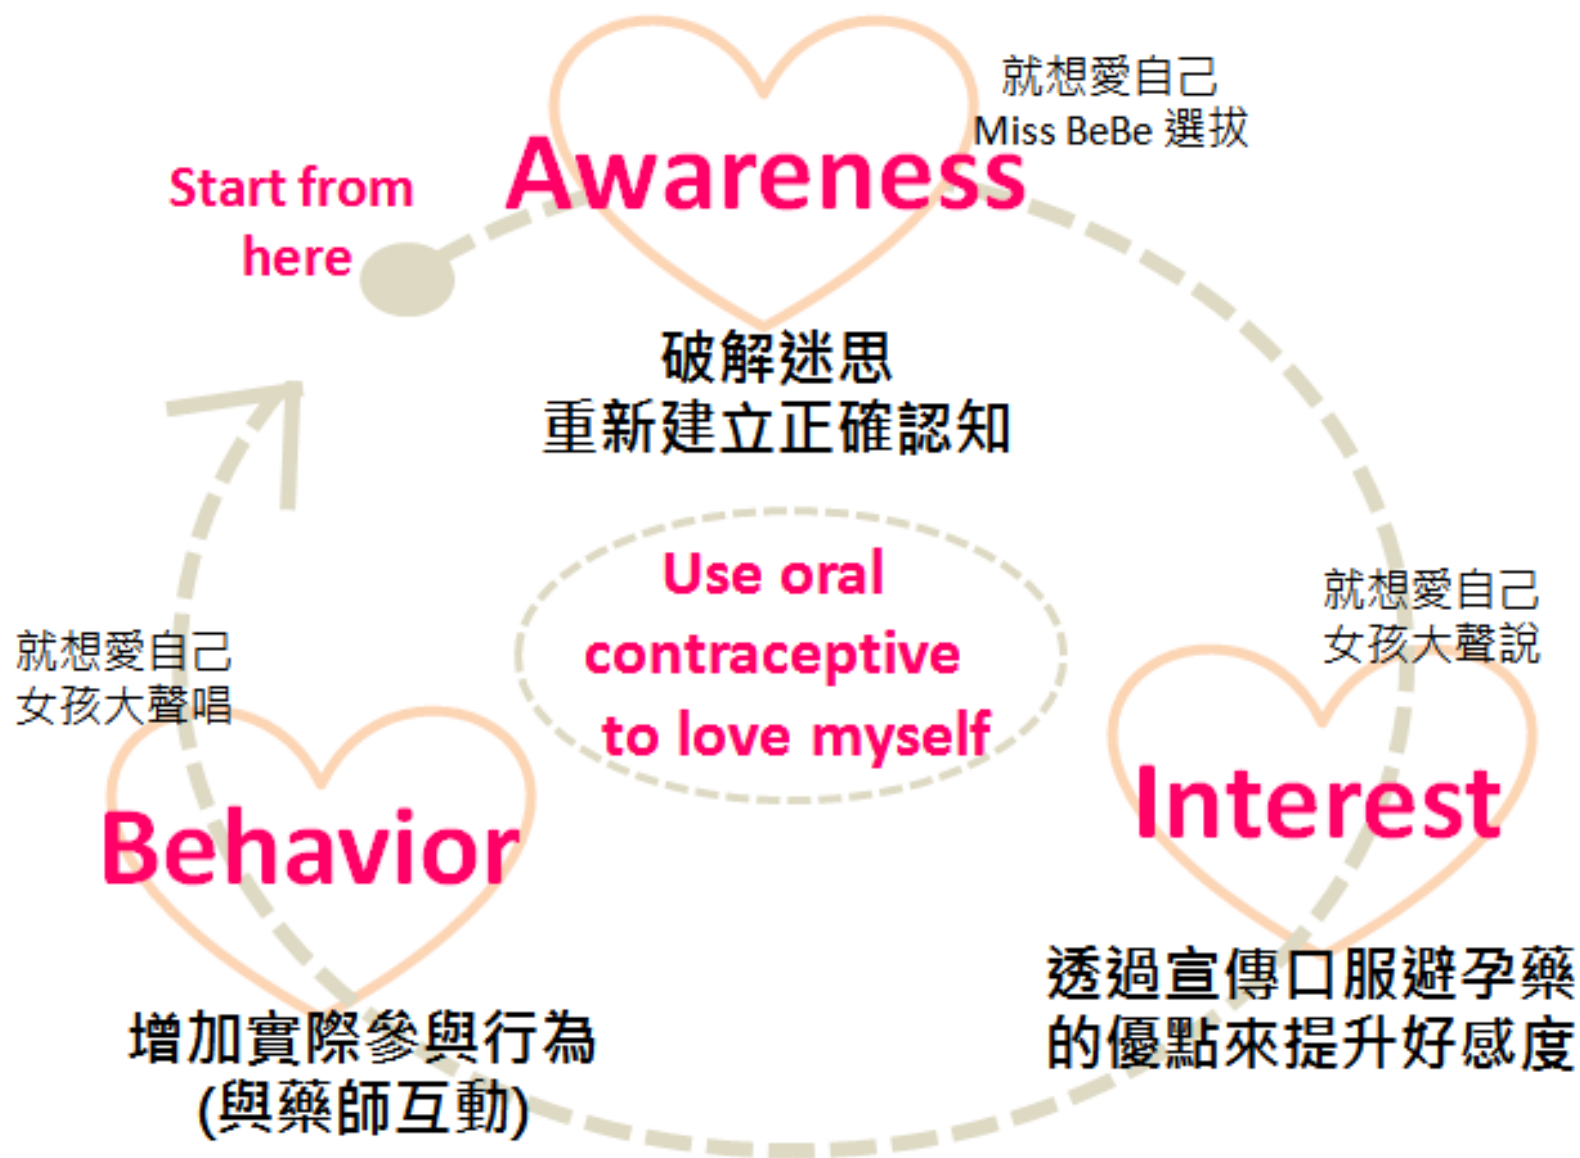 就想愛自己
Miss BeBe 選拔
Awareness
Start from
here
破解迷思
重新建立正確認知
Use oral
contraceptive
to love myself
就想愛自己
女孩大聲說
Interest
透過宣傳口服避孕藥
的優點來提升好感度
就想愛自己
女孩大聲唱
Behavior
增加實際參與行為
(與藥師互動)